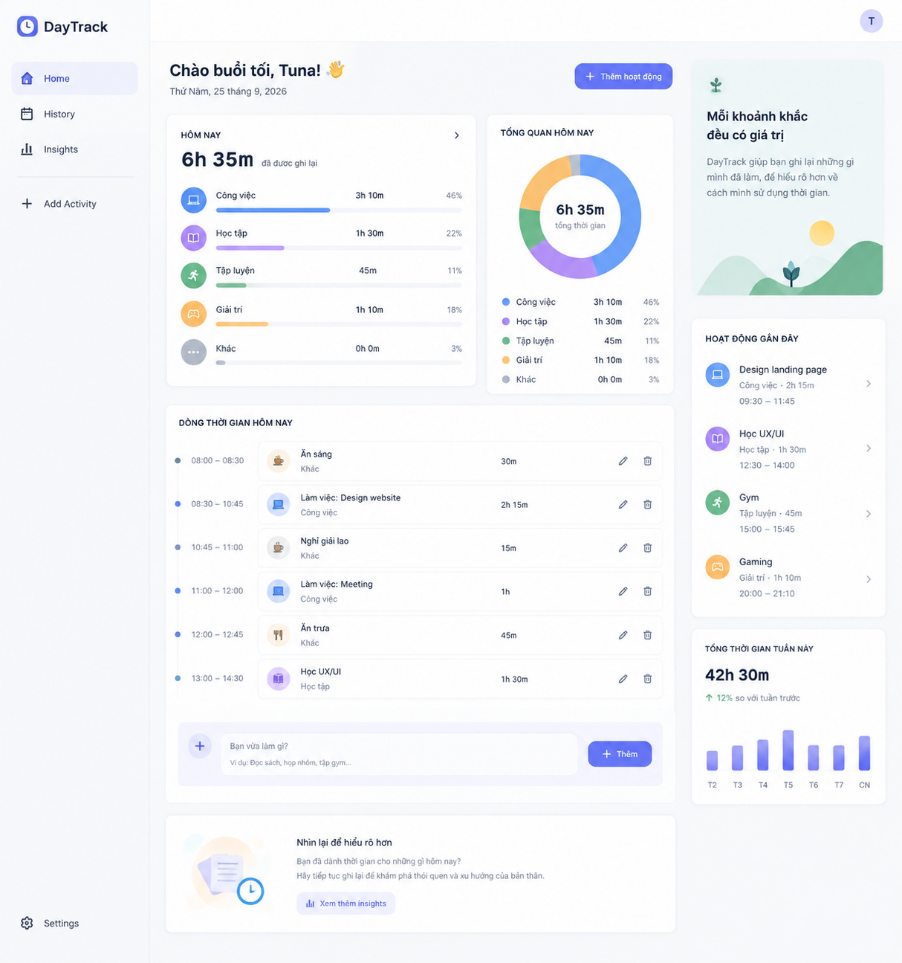 DayTrack
Home
History
Insights
Add Activity
Settings
T
Chào buổi tối, Tuna! 👋
Thứ Năm, 25 tháng 9, 2026
Thêm hoạt động
HÔM NAY
6h 35m đã được ghi lại
Công việc 3h 10m 46%
Học tập 1h 30m 22%
Tập luyện 45m 11%
Giải trí 1h 10m 18%
Khác 0h 0m 3%
TỔNG QUAN HÔM NAY
6h 35m
tổng thời gian
Công việc 3h 10m 46%
Học tập 1h 30m 22%
Tập luyện 45m 11%
Giải trí 1h 10m 18%
Khác 0h 0m 3%
DÒNG THỜI GIAN HÔM NAY
08:00 – 08:30 Ăn sáng 30m
Khác
08:30 – 10:45 Làm việc: Design website 2h 15m
Công việc
10:45 – 11:00 Nghỉ giải lao 15m
Khác
11:00 – 12:00 Làm việc: Meeting 1h
Công việc
12:00 – 12:45 Ăn trưa 45m
Khác
13:00 – 14:30 Học UX/UI 1h 30m
Học tập
Bạn vừa làm gì?
Ví dụ: Đọc sách, họp nhóm, tập gym...
Thêm
Nhìn lại để hiểu rõ hơn
Bạn đã dành thời gian cho những gì hôm nay?
Hãy tiếp tục ghi lại để khám phá thói quen và xu hướng của bản thân.
Xem thêm insights
Mỗi khoảnh khắc
đều có giá trị
DayTrack giúp bạn ghi lại những gì
mình đã làm, để hiểu rõ hơn về
cách mình sử dụng thời gian.
HOẠT ĐỘNG GẦN ĐÂY
Design landing page
Công việc · 2h 15m
09:30 – 11:45
Học UX/UI
Học tập · 1h 30m
12:30 – 14:00
Gym
Tập luyện · 45m
15:00 – 15:45
Gaming
Giải trí · 1h 10m
20:00 – 21:10
TỔNG THỜI GIAN TUẦN NÀY
42h 30m
↑ 12% so với tuần trước
T2 T3 T4 T5 T6 T7 CN